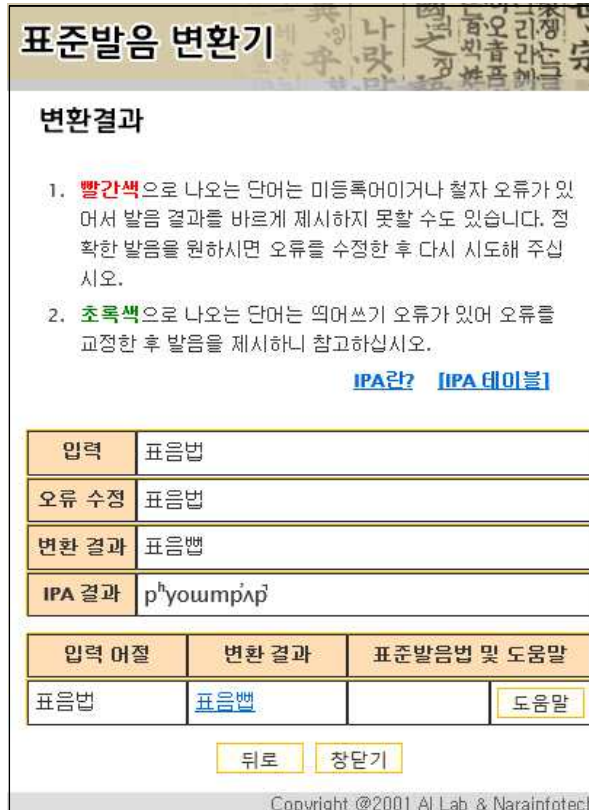 표준발음 변환기
변환결과
1. 빨간색으로 나오는 단어는 미등록어이거나 철자 오류가 있
어서 발음 결과를 바르게 제시하지 못할 수도 있습니다. 정
확한 발음을 원하시면 오류를 수정한 후 다시 시도해 주십
시오.
2. 초록색으로 나오는 단어는 띄어쓰기 오류가 있어 오류를
교정한 후 발음을 제시하니 참고하십시오.
IPA란? [IPA 테이블]
입력 표음법
오류 수정 표음법
변환 결과 표음뻡
IPA 결과 pʰyoɯmp̕ʌp̚
입력 어절 변환 결과 표준발음법 및 도움말
표음법 표음뻡 도움말
뒤로 창닫기
Copyright @2001 AI Lab & Narainfotech